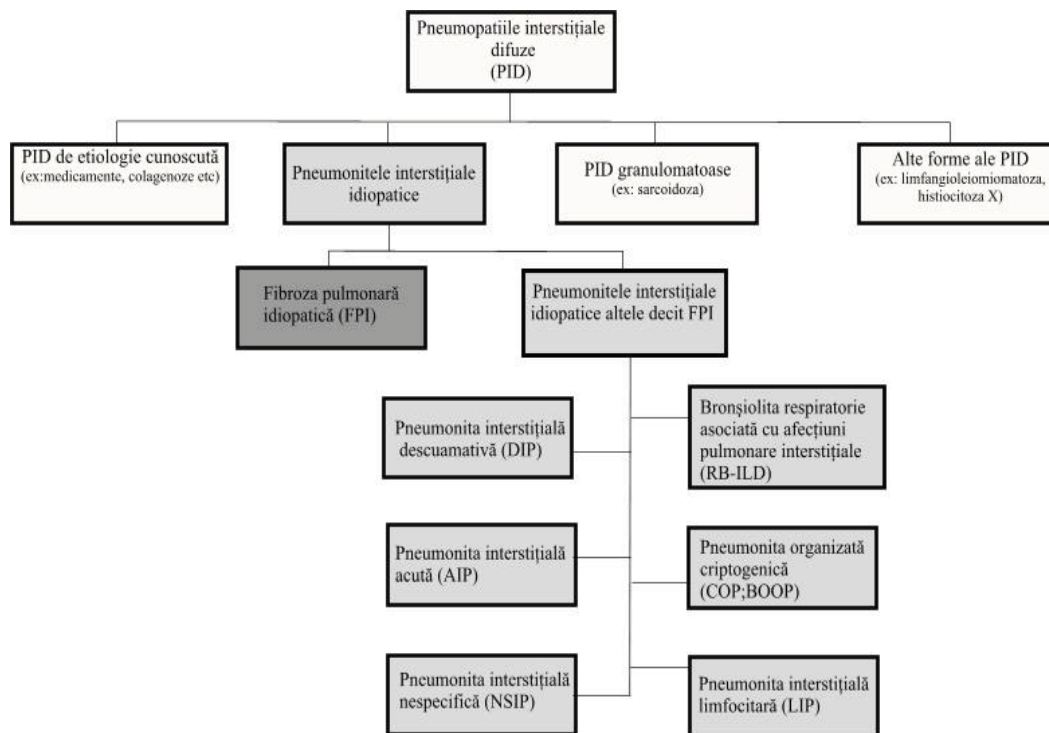 Pneumopatiile interstițiale
difuze
(PID)
PID de etiologie cunoscută
(ex:medicamente, colagenoze etc)
Pneumonitele interstițiale
idiopatice
PID granulomatoase
(ex: sarcoidoza)
Alte forme ale PID
(ex: limfangioleiomiomatoza,
histiocitoza X)
Fibroza pulmonară
idiopatică (FPI)
Pneumonitele interstițiale
idiopatice altele decit FPI
Pneumonita interstițială
descuamativă (DIP)
Bronșiolita respiratorie
asociată cu afecțiuni
pulmonare interstițiale
(RB-ILD)
Pneumonita interstițială
acută (AIP)
Pneumonita organizată
criptogenică
(COP;BOOP)
Pneumonita interstițială
nespecifică (NSIP)
Pneumonita interstițială
limfocitară (LIP)